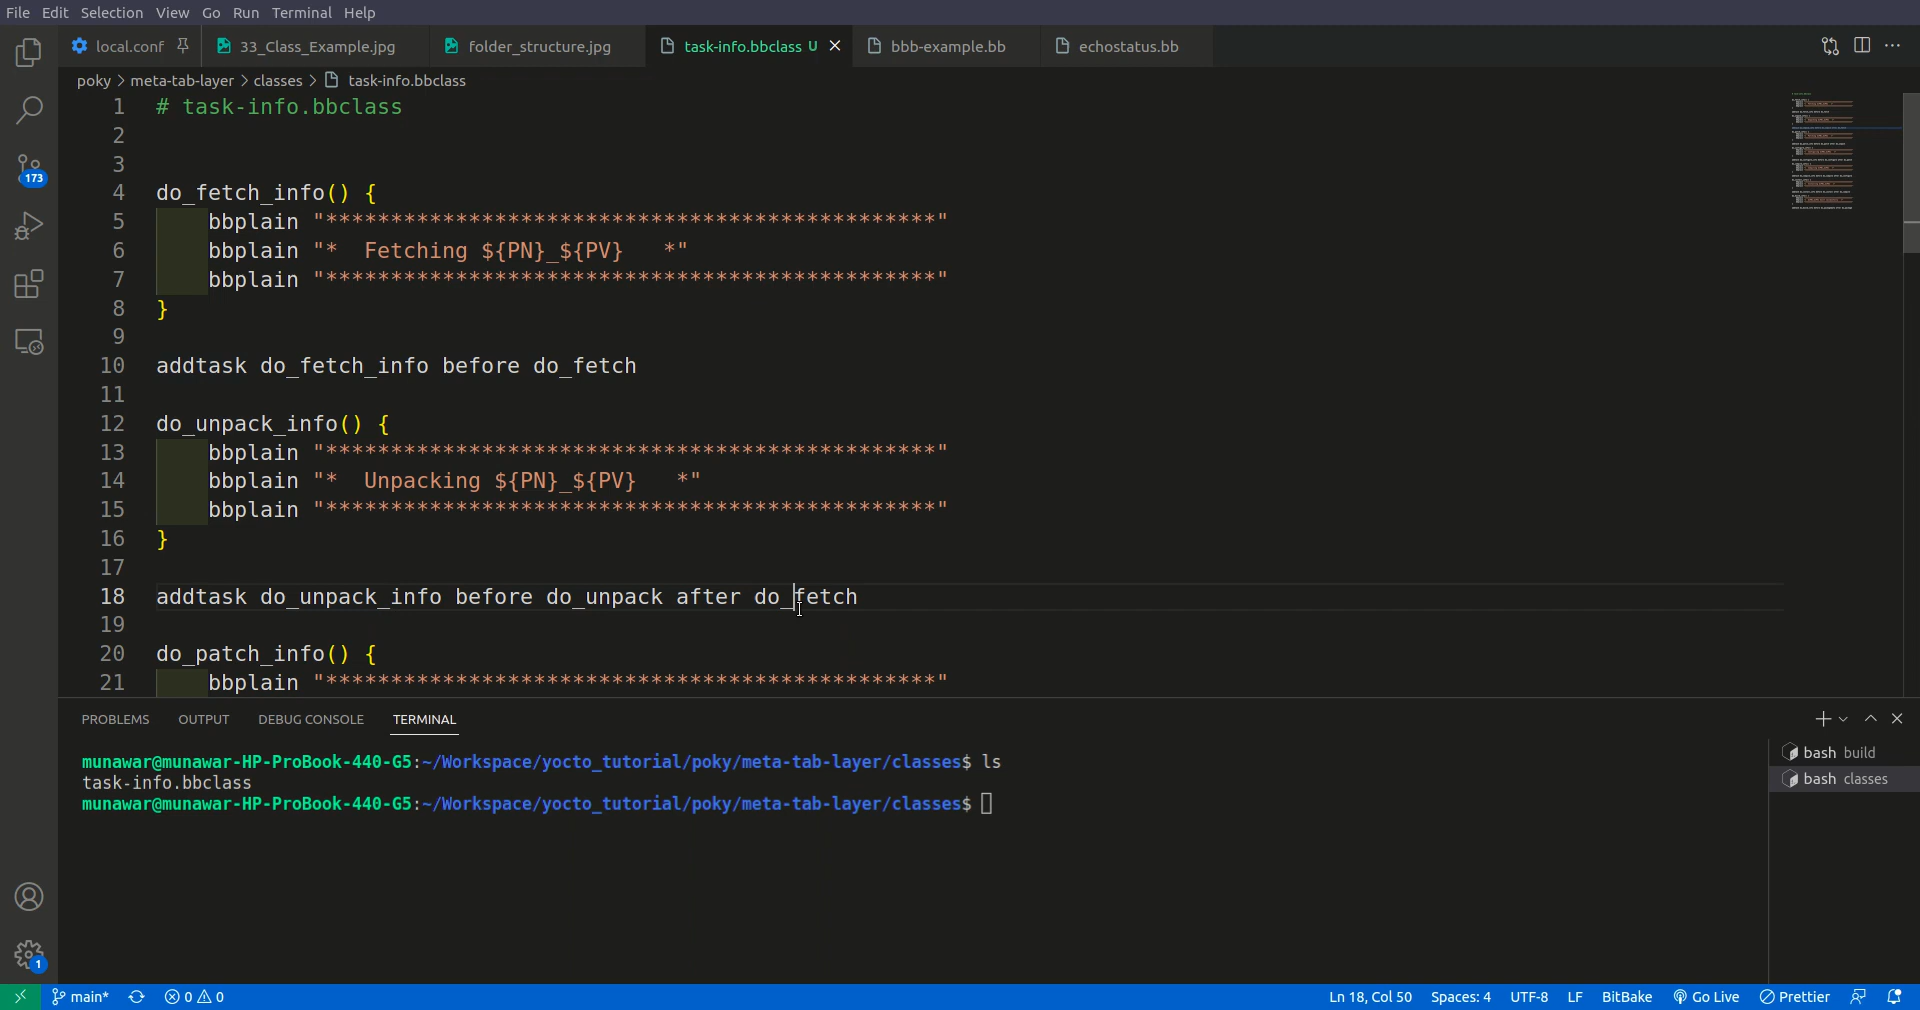 File Edit Selection View Go Run Terminal Help
local.conf 33_Class_Example.jpg folder_structure.jpg task-info.bbclass U bbb-example.bb echostatus.bb
poky > meta-tab-layer > classes > task-info.bbclass
1 # task-info.bbclass
2
3
4 do_fetch_info() {
5 bbplain "***********************************************"
6 bbplain "*  Fetching ${PN}_${PV}   *"
7 bbplain "***********************************************"
8 }
9
10 addtask do_fetch_info before do_fetch
11
12 do_unpack_info() {
13 bbplain "***********************************************"
14 bbplain "*  Unpacking ${PN}_${PV}   *"
15 bbplain "***********************************************"
16 }
17
18 addtask do_unpack_info before do_unpack after do_fetch
19
20 do_patch_info() {
21 bbplain "***********************************************"
173
PROBLEMS OUTPUT DEBUG CONSOLE TERMINAL
munawar@munawar-HP-ProBook-440-G5:~/Workspace/yocto_tutorial/poky/meta-tab-layer/classes$ ls
task-info.bbclass
munawar@munawar-HP-ProBook-440-G5:~/Workspace/yocto_tutorial/poky/meta-tab-layer/classes$
bash build
bash classes
1
main* 0 0 Ln 18, Col 50 Spaces: 4 UTF-8 LF BitBake Go Live Prettier